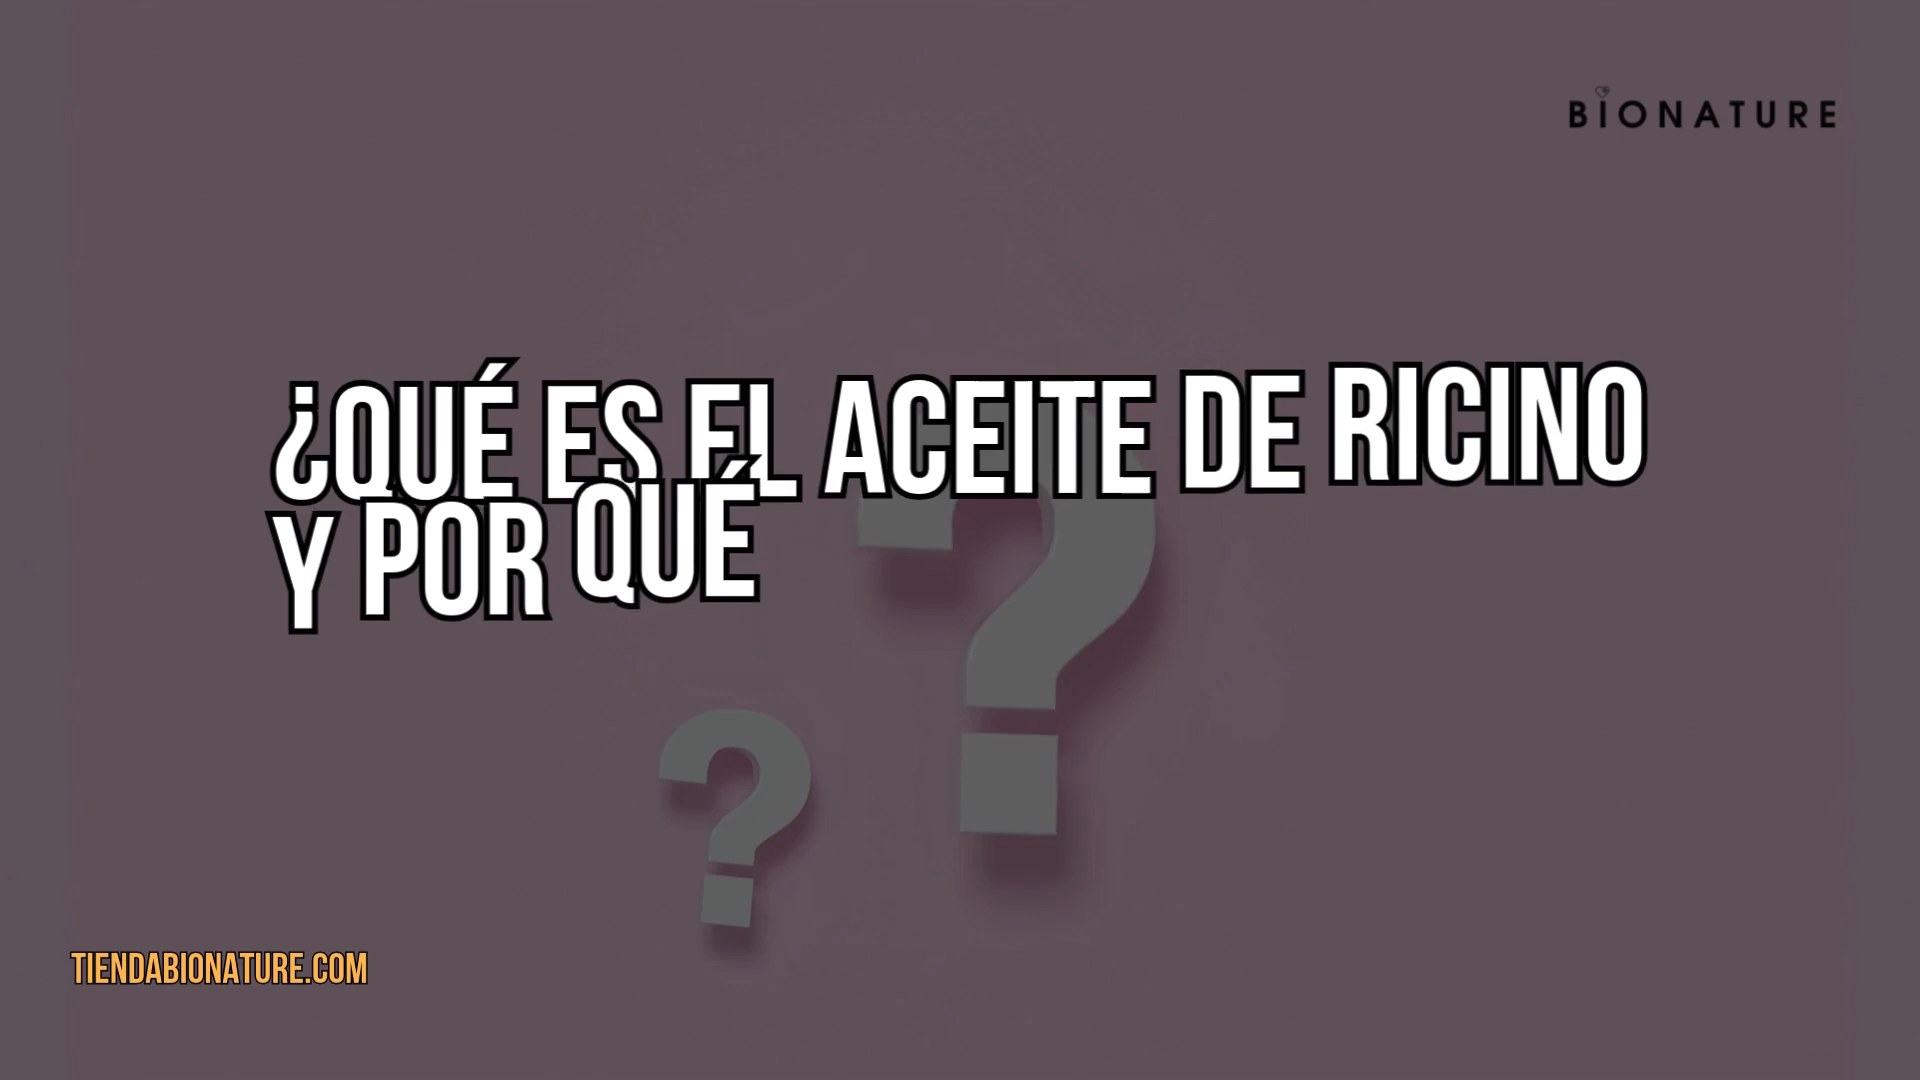 BIONATURE
¿QUÉ ES EL ACEITE DE RICINO
Y POR QUÉ
TIENDABIONATURE.COM